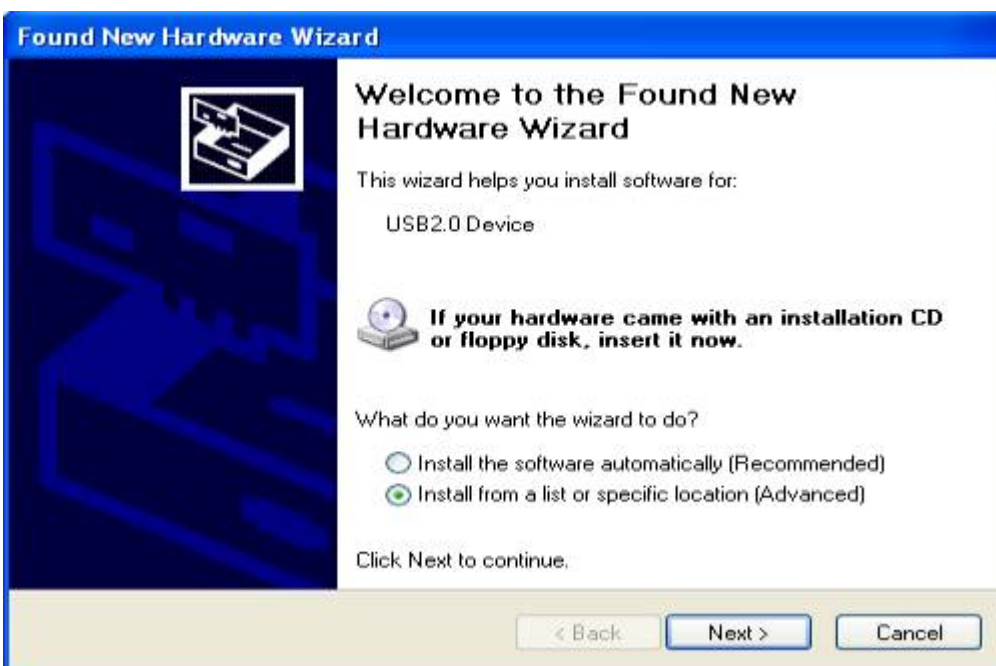 Found New Hardware Wizard
Welcome to the Found New
Hardware Wizard
This wizard helps you install software for:
USB2.0 Device
If your hardware came with an installation CD
or floppy disk, insert it now.
What do you want the wizard to do?
Install the software automatically (Recommended)
Install from a list or specific location (Advanced)
Click Next to continue.
< Back Next > Cancel